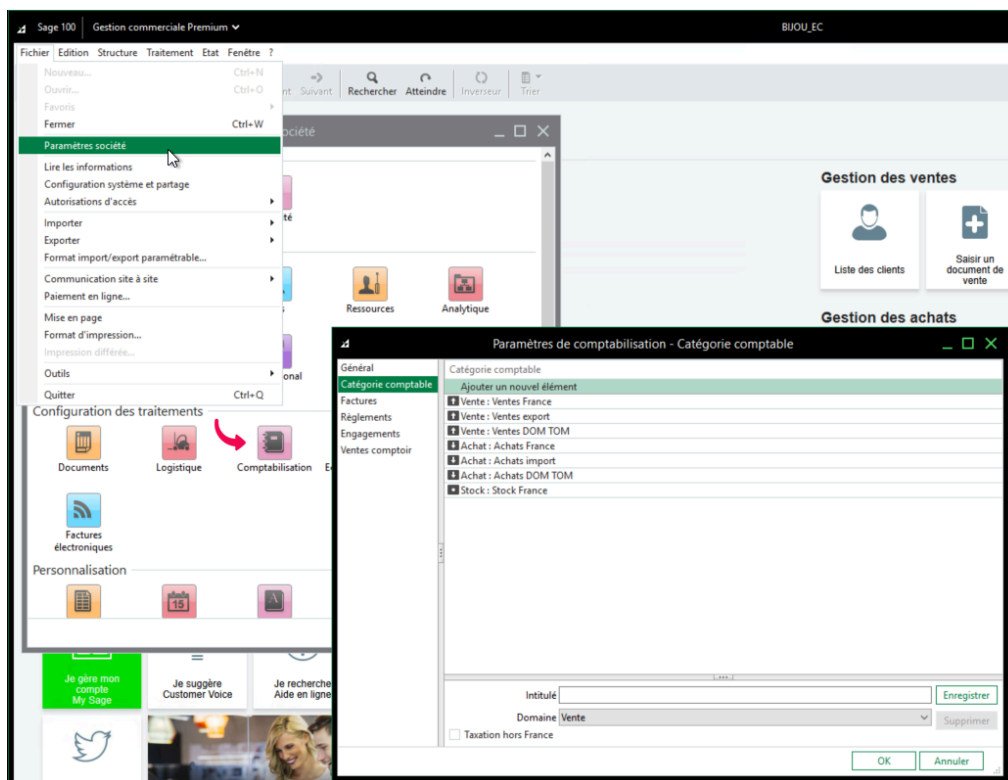 Sage 100 Gestion commerciale Premium BIJOU_EC
Fichier Edition Structure Traitement Etat Fenêtre ?
Nouveau... Ctrl+N
Ouvrir... Ctrl+O
Favoris
Fermer Ctrl+W
Paramètres société
Lire les informations
Configuration système et partage
Autorisations d'accès
Importer
Exporter
Format import/export paramétrable...
Communication site à site
Paiement en ligne...
Mise en page
Format d'impression...
Impression différée...
Outils
Quitter Ctrl+Q
nt Suivant Rechercher Atteindre Inverseur Trier
ociété
té
s Ressources Analytique
onal
Configuration des traitements
Documents Logistique Comptabilisation E
Factures
électroniques
Personnalisation
15
Gestion des ventes
Liste des clients
Saisir un
document de
vente
Gestion des achats
Paramètres de comptabilisation - Catégorie comptable
Général
Catégorie comptable
Factures
Règlements
Engagements
Ventes comptoir
Catégorie comptable
Ajouter un nouvel élément
Vente : Ventes France
Vente : Ventes export
Vente : Ventes DOM TOM
Achat : Achats France
Achat : Achats import
Achat : Achats DOM TOM
Stock : Stock France
Intitulé Enregistrer
Domaine Vente Supprimer
Taxation hors France
OK Annuler
Je gère mon
compte
My Sage
Je suggère
Customer Voice
Je recherche
Aide en ligne